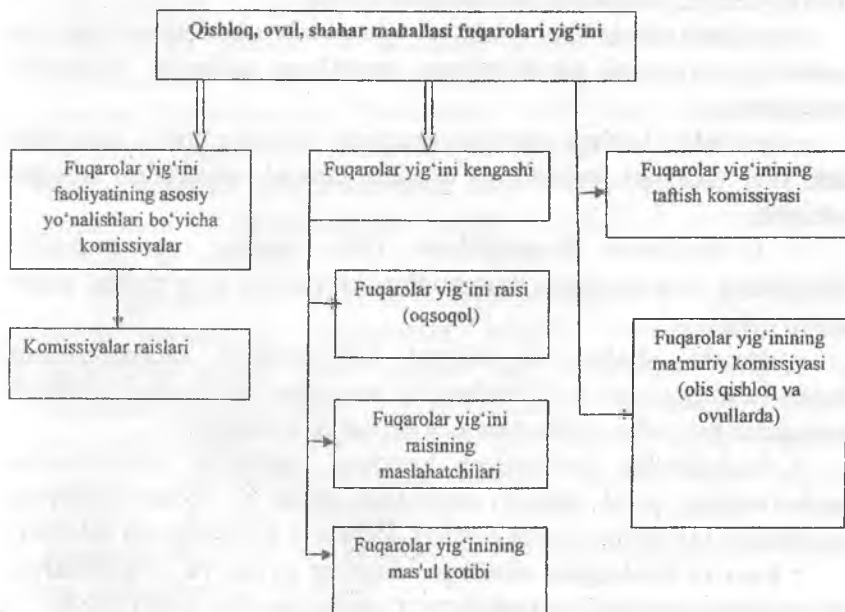 Qishloq, ovul, shahar mahallasi fuqarolari yig‘ini
Fuqarolar yig‘ini
faoliyatining asosiy
yo‘nalishlari bo‘yicha
komissiyalar
Fuqarolar yig‘ini kengashi
Fuqarolar yig‘inining
taftish komissiyasi
Fuqarolar yig‘ini raisi
(oqsoqol)
Komissiyalar raislari
Fuqarolar yig‘inining
ma'muriy komissiyasi
(olis qishloq va
ovullarda)
Fuqarolar yig‘ini
raisining
maslahatchilari
Fuqarolar yig‘inining
mas'ul kotibi